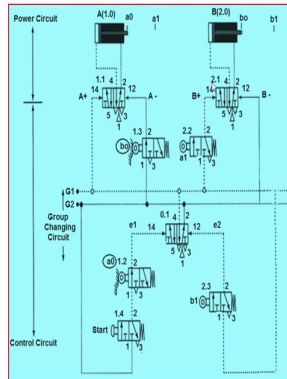 Power Circuit
A(1.0)
a0
a1
B(2.0)
bo
b1
1.1
4
2
A+
14
12
A -
5
3
1
2.1
4
2
B+
14
12
B -
5
3
1
bo
1.3
2
1
3
2.2
2
a1
1
3
G1
G2
Group
Changing
Circuit
0.1
4
2
e1
14
12
e2
5
3
1
a0
1.2
2
1
3
2.3
2
b1
1
3
1.4
2
Start
1
3
Control Circuit